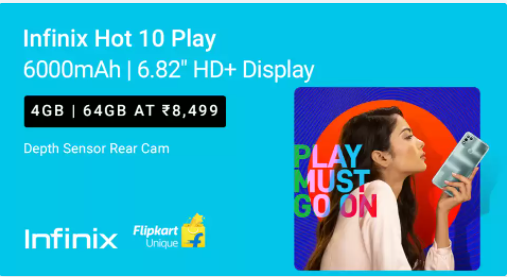 Infinix Hot 10 Play
6000mAh | 6.82" HD+ Display
4GB | 64GB AT ₹8,499
Depth Sensor Rear Cam
PLAY
MUST
GO ON
Infinix
Flipkart
Unique